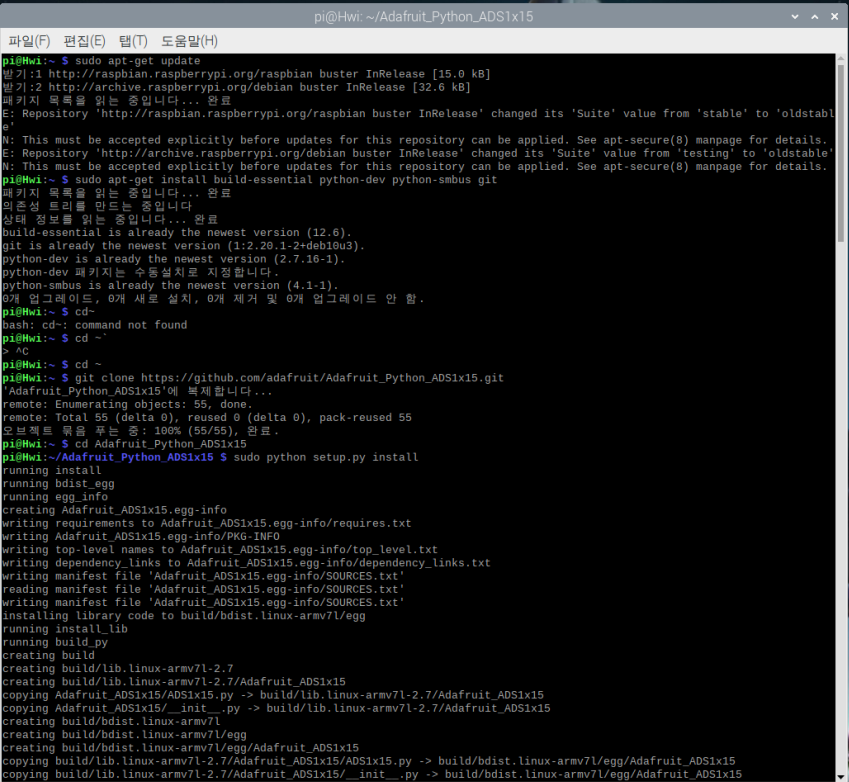 pi@Hwi: ~/Adafruit_Python_ADS1x15
파일(F) 편집(E) 탭(T) 도움말(H)
pi@Hwi:~ $ sudo apt-get update
받기:1 http://raspbian.raspberrypi.org/raspbian buster InRelease [15.0 kB]
받기:2 http://archive.raspberrypi.org/debian buster InRelease [32.6 kB]
패키지 목록을 읽는 중입니다... 완료
E: Repository 'http://raspbian.raspberrypi.org/raspbian buster InRelease' changed its 'Suite' value from 'stable' to 'oldstabl
e'
N: This must be accepted explicitly before updates for this repository can be applied. See apt-secure(8) manpage for details.
E: Repository 'http://archive.raspberrypi.org/debian buster InRelease' changed its 'Suite' value from 'testing' to 'oldstable'
N: This must be accepted explicitly before updates for this repository can be applied. See apt-secure(8) manpage for details.
pi@Hwi:~ $ sudo apt-get install build-essential python-dev python-smbus git
패키지 목록을 읽는 중입니다... 완료
의존성 트리를 만드는 중입니다
상태 정보를 읽는 중입니다... 완료
build-essential is already the newest version (12.6).
git is already the newest version (1:2.20.1-2+deb10u3).
python-dev is already the newest version (2.7.16-1).
python-dev 패키지는 수동설치로 지정합니다.
python-smbus is already the newest version (4.1-1).
0개 업그레이드, 0개 새로 설치, 0개 제거 및 0개 업그레이드 안 함.
pi@Hwi:~ $ cd~
bash: cd~: command not found
pi@Hwi:~ $ cd ~`
> ^C
pi@Hwi:~ $ cd ~
pi@Hwi:~ $ git clone https://github.com/adafruit/Adafruit_Python_ADS1x15.git
'Adafruit_Python_ADS1x15'에 복제합니다...
remote: Enumerating objects: 55, done.
remote: Total 55 (delta 0), reused 0 (delta 0), pack-reused 55
오브젝트 묶음 푸는 중: 100% (55/55), 완료.
pi@Hwi:~ $ cd Adafruit_Python_ADS1x15
pi@Hwi:~/Adafruit_Python_ADS1x15 $ sudo python setup.py install
running install
running bdist_egg
running egg_info
creating Adafruit_ADS1x15.egg-info
writing requirements to Adafruit_ADS1x15.egg-info/requires.txt
writing Adafruit_ADS1x15.egg-info/PKG-INFO
writing top-level names to Adafruit_ADS1x15.egg-info/top_level.txt
writing dependency_links to Adafruit_ADS1x15.egg-info/dependency_links.txt
writing manifest file 'Adafruit_ADS1x15.egg-info/SOURCES.txt'
reading manifest file 'Adafruit_ADS1x15.egg-info/SOURCES.txt'
writing manifest file 'Adafruit_ADS1x15.egg-info/SOURCES.txt'
installing library code to build/bdist.linux-armv7l/egg
running install_lib
running build_py
creating build
creating build/lib.linux-armv7l-2.7
creating build/lib.linux-armv7l-2.7/Adafruit_ADS1x15
copying Adafruit_ADS1x15/ADS1x15.py -> build/lib.linux-armv7l-2.7/Adafruit_ADS1x15
copying Adafruit_ADS1x15/__init__.py -> build/lib.linux-armv7l-2.7/Adafruit_ADS1x15
creating build/bdist.linux-armv7l
creating build/bdist.linux-armv7l/egg
creating build/bdist.linux-armv7l/egg/Adafruit_ADS1x15
copying build/lib.linux-armv7l-2.7/Adafruit_ADS1x15/ADS1x15.py -> build/bdist.linux-armv7l/egg/Adafruit_ADS1x15
copying build/lib.linux-armv7l-2.7/Adafruit_ADS1x15/__init__.py -> build/bdist.linux-armv7l/egg/Adafruit_ADS1x15